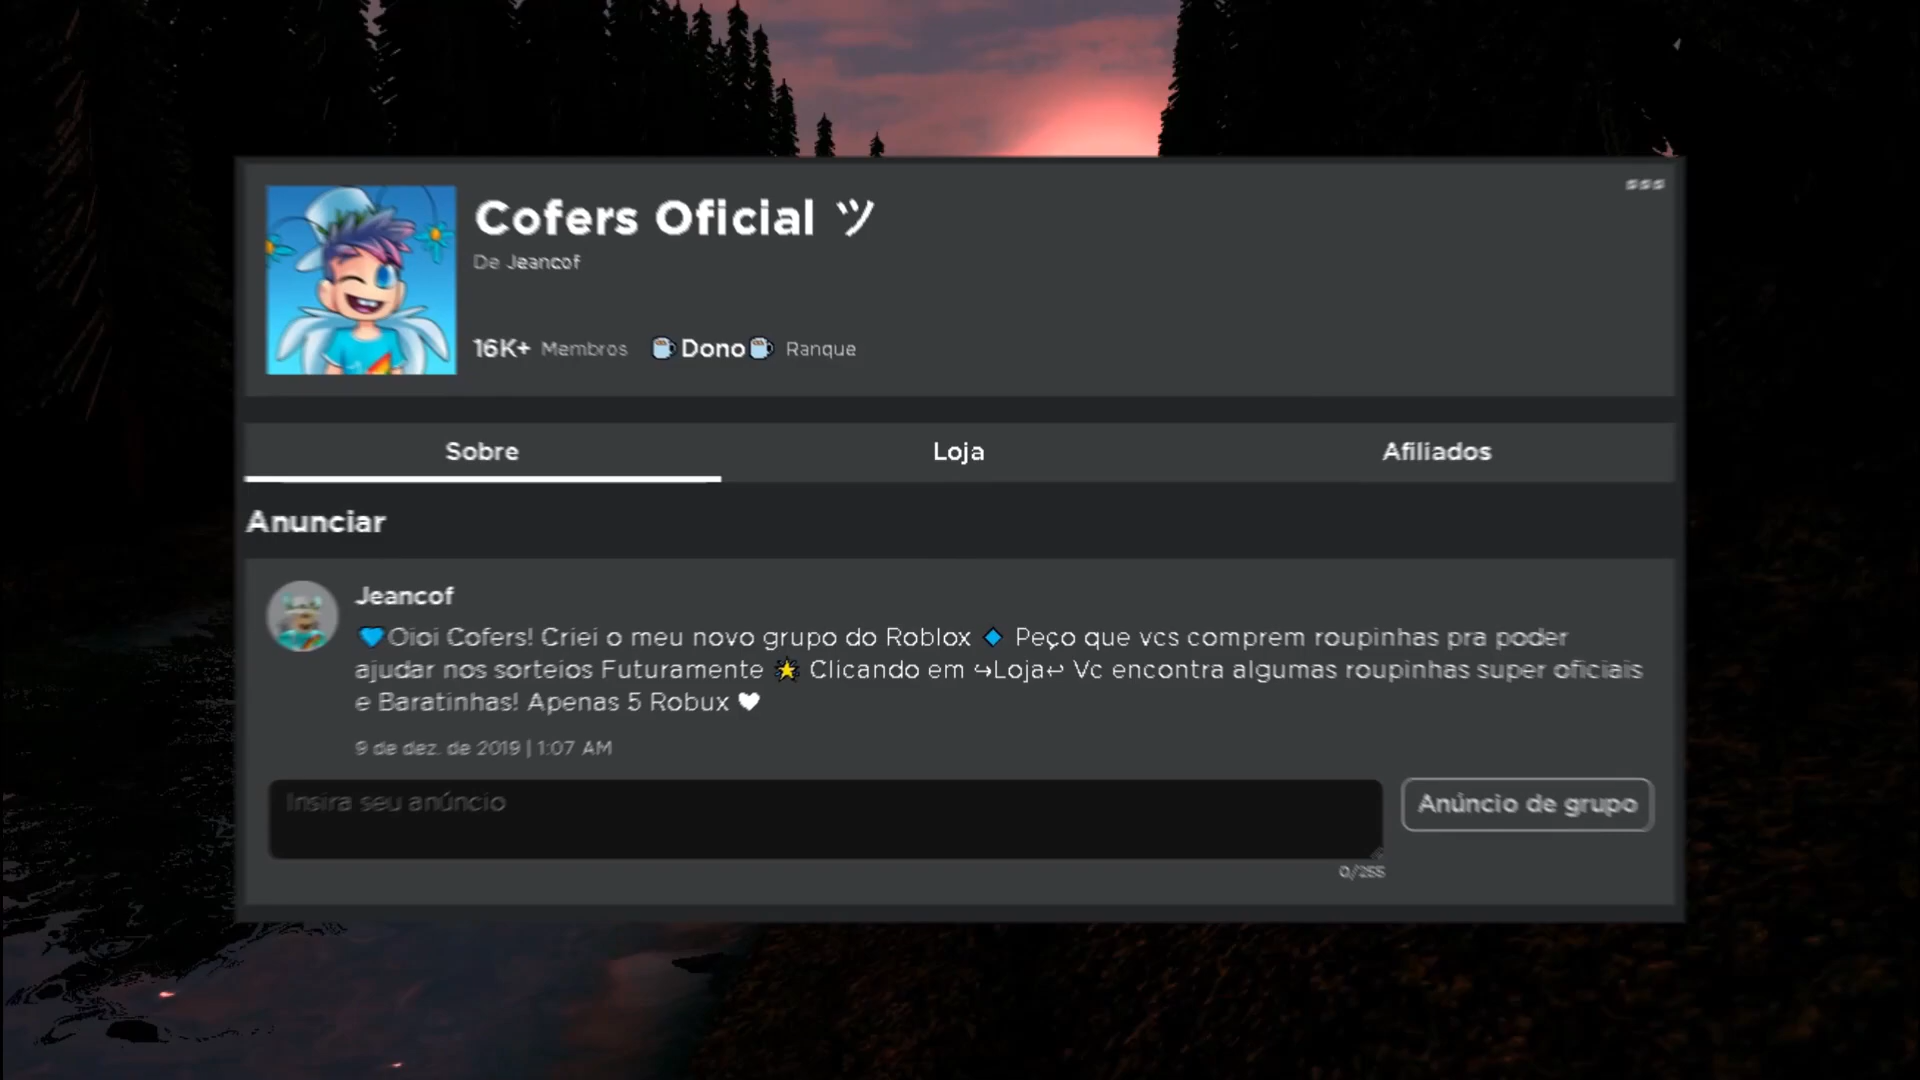 Cofers Oficial ツ
De Jeancof
16K+ Membros ☕Dono☕ Ranque
Sobre Loja Afiliados
Anunciar
Jeancof
💙Oioi Cofers! Criei o meu novo grupo do Roblox 🔹 Peço que vcs comprem roupinhas pra poder
ajudar nos sorteios Futuramente 🌟 Clicando em ↪Loja↩ Vc encontra algumas roupinhas super oficiais
e Baratinhas! Apenas 5 Robux 🤍
9 de dez. de 2019 | 1:07 AM
Insira seu anúncio
Anúncio de grupo
0/255